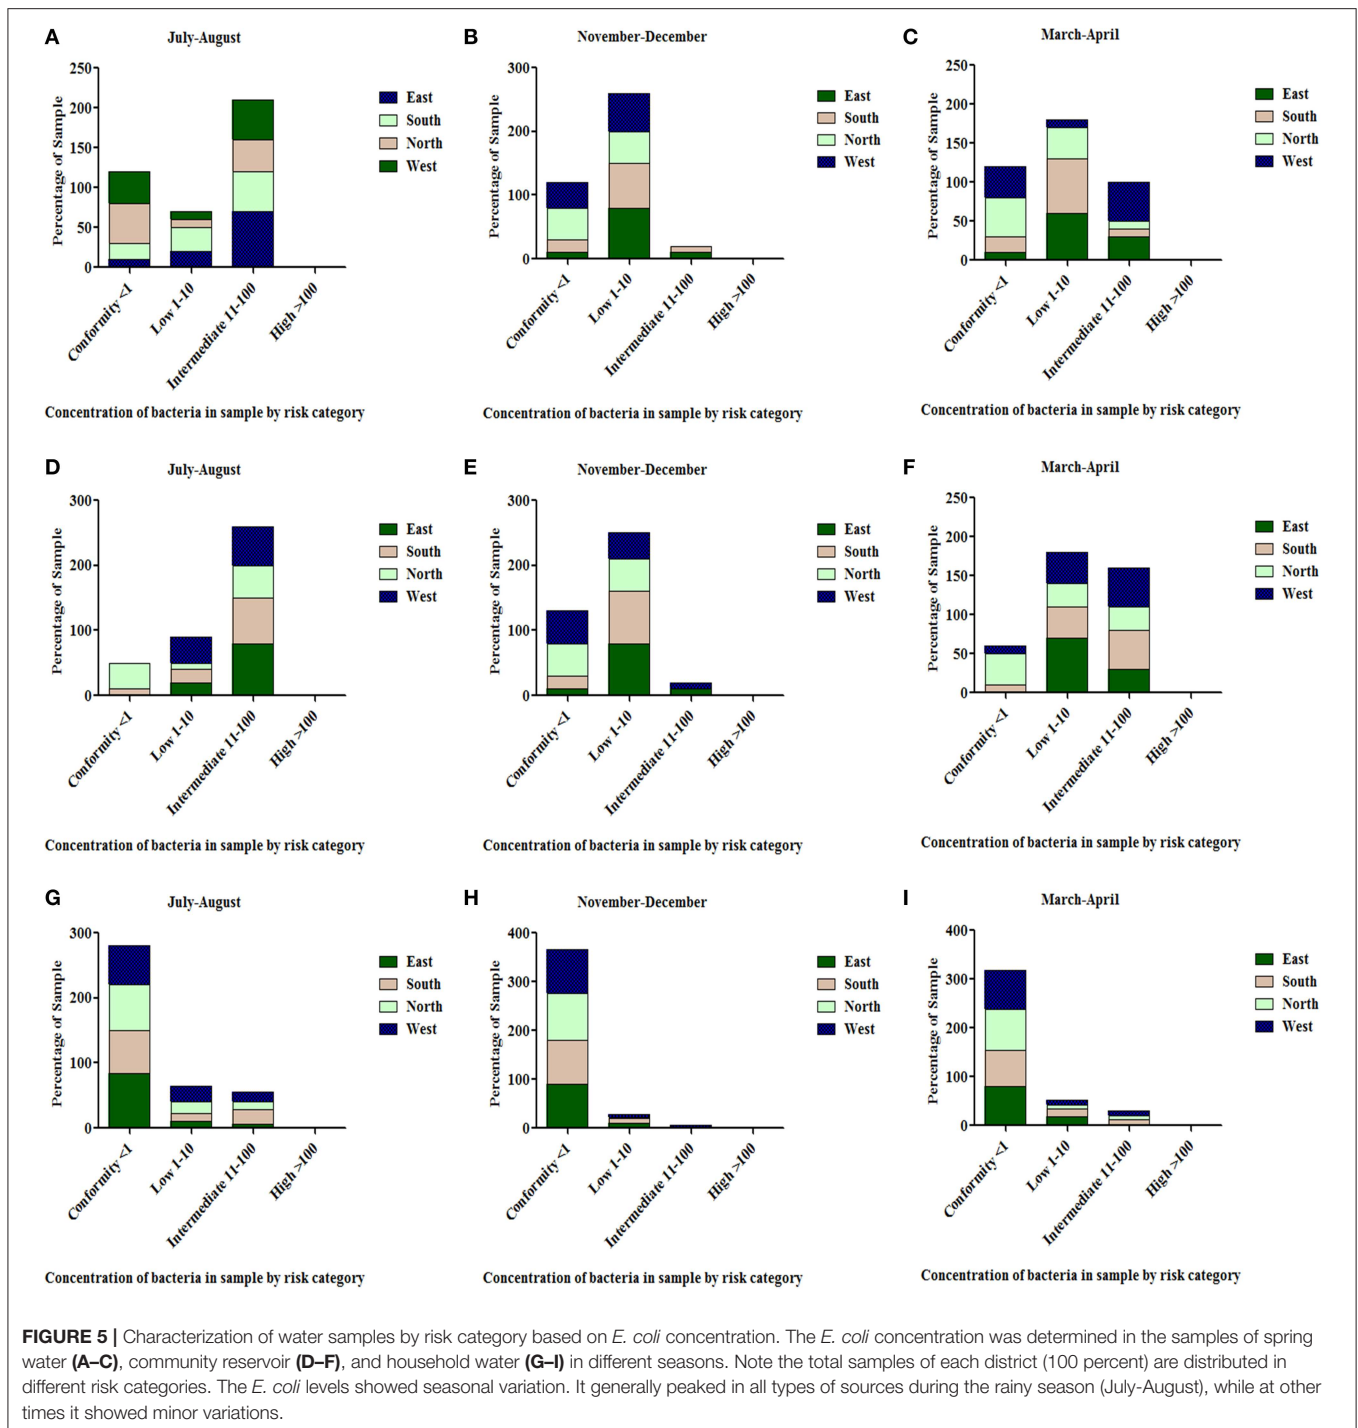 A
July-August
250
200
150
100
50
0
Percentage of Sample
East
South
North
West
Conformity <1
Low 1-10
Intermediate 11-100
High >100
Concentration of bacteria in sample by risk category
B
November-December
300
200
100
0
Percentage of Sample
East
South
North
West
Conformity <1
Low 1-10
Intermediate 11-100
High >100
Concentration of bacteria in sample by risk category
C
March-April
250
200
150
100
50
0
Percentage of Sample
East
South
North
West
Conformity <1
Low 1-10
Intermediate 11-100
High >100
Concentration of bacteria in sample by risk category
D
July-August
300
200
100
0
Percentage of Sample
East
South
North
West
Conformity <1
Low 1-10
Intermediate 11-100
High >100
Concentration of bacteria in sample by risk category
E
November-December
300
200
100
0
Percentage of Sample
East
South
North
West
Conformity <1
Low 1-10
Intermediate 11-100
High >100
Concentration of bacteria in sample by risk category
F
March-April
250
200
150
100
50
0
Percentage of Sample
East
South
North
West
Conformity <1
Low 1-10
Intermediate 11-100
High >100
Concentration of bacteria in sample by risk category
G
July-August
300
200
100
0
Percentage of Sample
East
South
North
West
Conformity <1
Low 1-10
Intermediate 11-100
High >100
Concentration of bacteria in sample by risk category
H
November-December
400
300
200
100
0
Percentage of Sample
East
South
North
West
Conformity <1
Low 1-10
Intermediate 11-100
High >100
Concentration of bacteria in sample by risk category
I
March-April
400
300
200
100
0
Percentage of Sample
East
South
North
West
Conformity <1
Low 1-10
Intermediate 11-100
High >100
Concentration of bacteria in sample by risk category
FIGURE 5 | Characterization of water samples by risk category based on E. coli concentration. The E. coli concentration was determined in the samples of spring
water (A–C), community reservoir (D–F), and household water (G–I) in different seasons. Note the total samples of each district (100 percent) are distributed in
different risk categories. The E. coli levels showed seasonal variation. It generally peaked in all types of sources during the rainy season (July-August), while at other
times it showed minor variations.